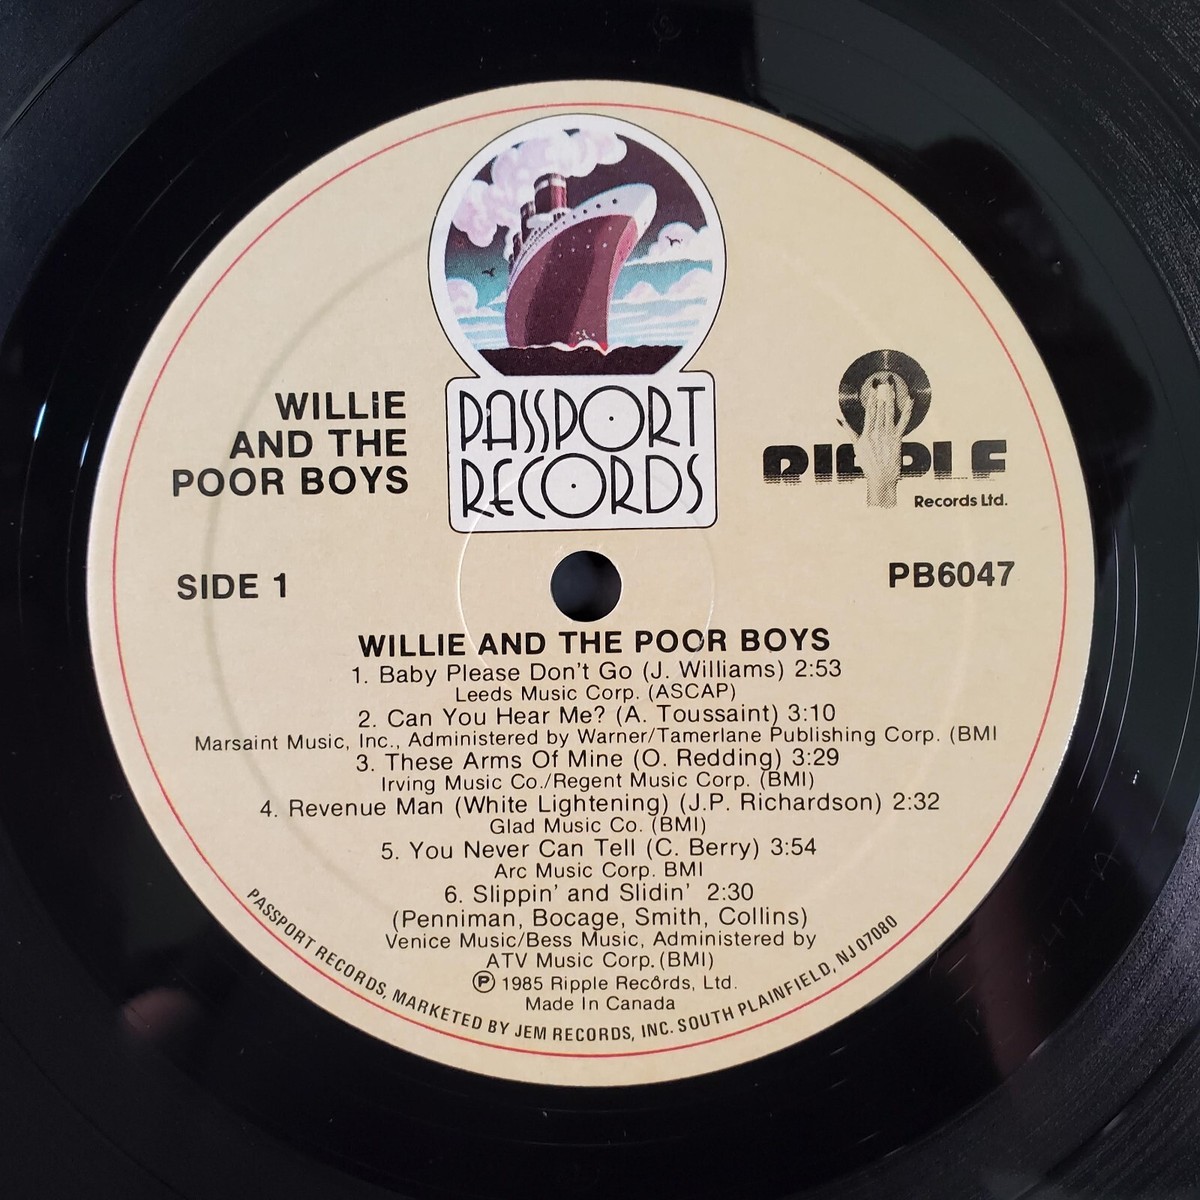 PASSPORT
RECORDS
WILLIE
AND THE
POOR BOYS
RIPPLE
Records Ltd.
SIDE 1
PB6047
WILLIE AND THE POOR BOYS
1. Baby Please Don't Go (J. Williams) 2:53
Leeds Music Corp. (ASCAP)
2. Can You Hear Me? (A. Toussaint) 3:10
Marsaint Music, Inc., Administered by Warner/Tamerlane Publishing Corp. (BMI
3. These Arms Of Mine (O. Redding) 3:29
Irving Music Co./Regent Music Corp. (BMI)
4. Revenue Man (White Lightening) (J.P. Richardson) 2:32
Glad Music Co. (BMI)
5. You Never Can Tell (C. Berry) 3:54
Arc Music Corp. BMI
6. Slippin' and Slidin' 2:30
(Penniman, Bocage, Smith, Collins)
Venice Music/Bess Music, Administered by
ATV Music Corp. (BMI)
℗ 1985 Ripple Records, Ltd.
Made In Canada
PASSPORT RECORDS, MARKETED BY JEM RECORDS, INC. SOUTH PLAINFIELD, NJ 07080